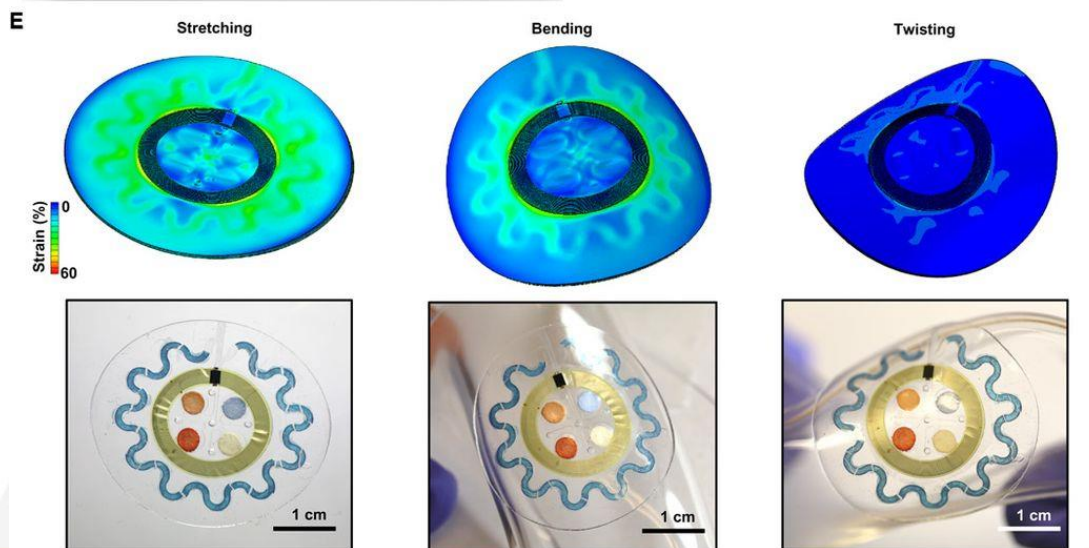 E
Stretching
Bending
Twisting
0
Strain (%)
60
1 cm
1 cm
1 cm